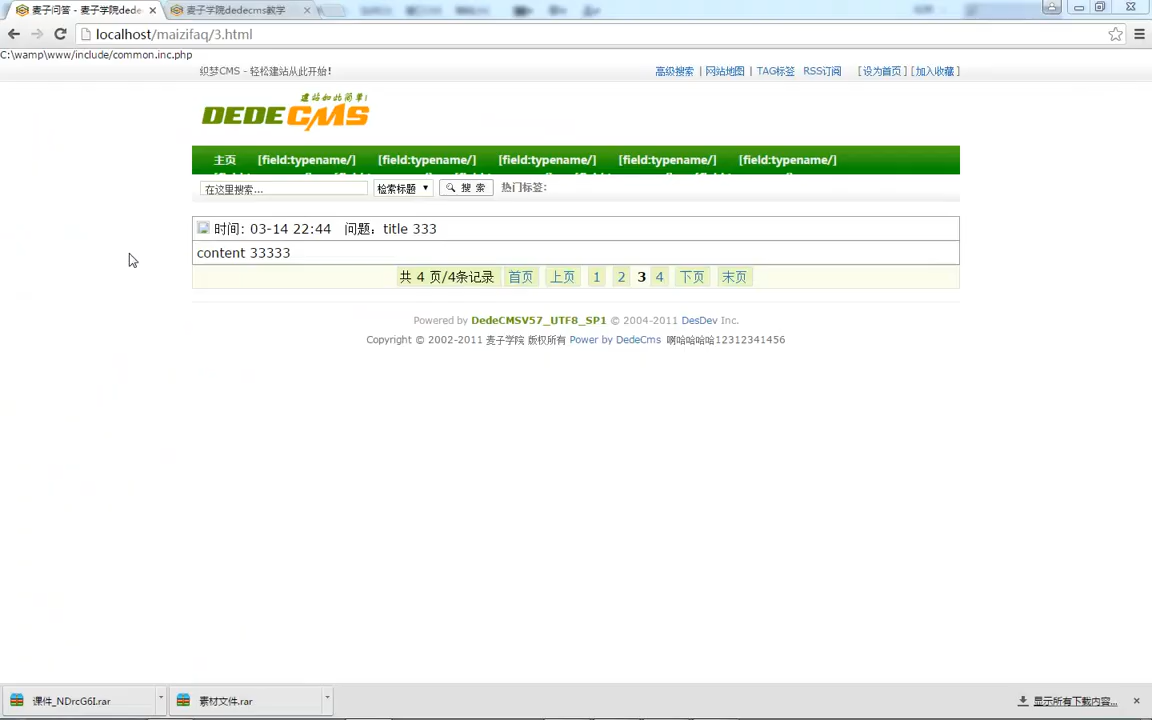 麦子问答 - 麦子学院dede
麦子学院dedecms教学
localhost/maizifaq/3.html
C:\wamp\www/include/common.inc.php
织梦CMS - 轻松建站从此开始！
高级搜索 | 网站地图 | TAG标签 RSS订阅 [设为首页] [加入收藏]
建站如此简单!
DEDECMS
主页 [field:typename/] [field:typename/] [field:typename/] [field:typename/] [field:typename/]
在这里搜索... 检索标题 搜 索 热门标签:
时间: 03-14 22:44 问题: title 333
content 33333
共 4 页/4条记录 首页 上页 1 2 3 4 下页 末页
Powered by DedeCMSV57_UTF8_SP1 © 2004-2011 DesDev Inc.
Copyright © 2002-2011 麦子学院 版权所有 Power by DedeCms 啊哈哈哈哈12312341456
课件_NDrcG6I.rar
素材文件.rar
显示所有下载内容...